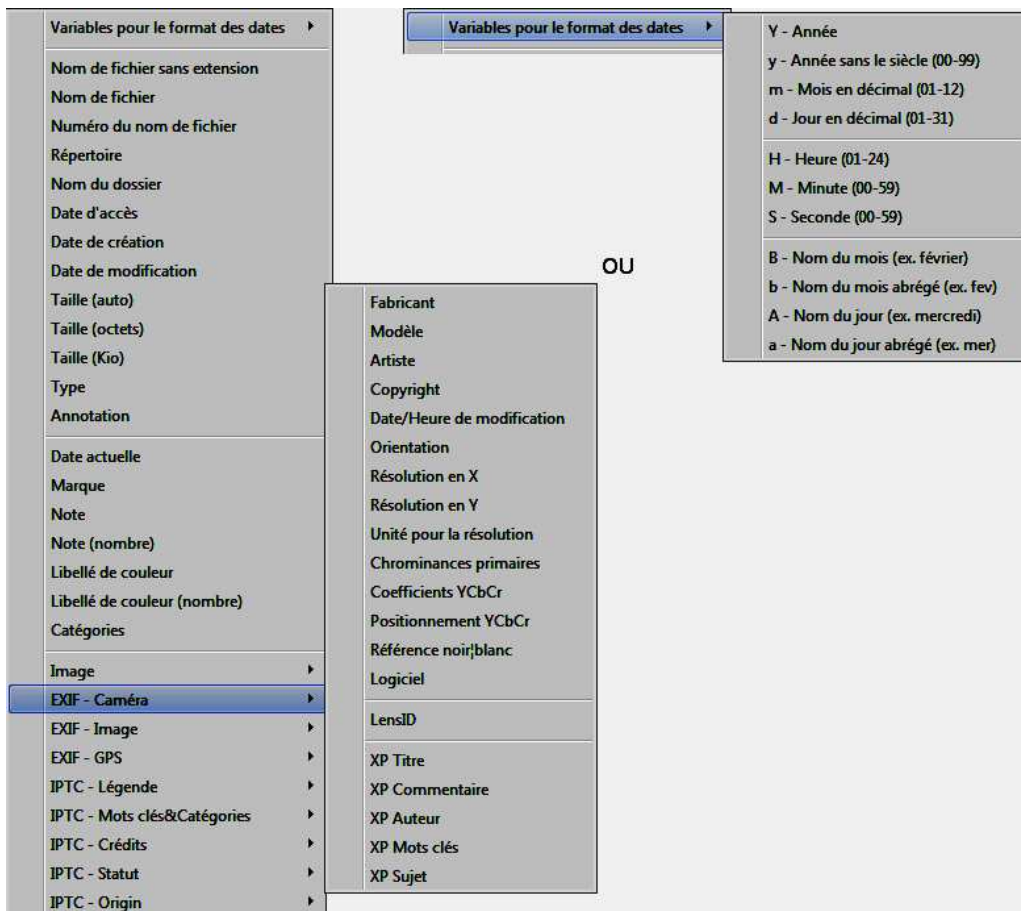 Variables pour le format des dates
Nom de fichier sans extension
Nom de fichier
Numéro du nom de fichier
Répertoire
Nom du dossier
Date d'accès
Date de création
Date de modification
Taille (auto)
Taille (octets)
Taille (Kio)
Type
Annotation
Date actuelle
Marque
Note
Note (nombre)
Libellé de couleur
Libellé de couleur (nombre)
Catégories
Image
EXIF - Caméra
EXIF - Image
EXIF - GPS
IPTC - Légende
IPTC - Mots clés&Catégories
IPTC - Crédits
IPTC - Statut
IPTC - Origin
Fabricant
Modèle
Artiste
Copyright
Date/Heure de modification
Orientation
Résolution en X
Résolution en Y
Unité pour la résolution
Chrominances primaires
Coefficients YCbCr
Positionnement YCbCr
Référence noir¦blanc
Logiciel
LensID
XP Titre
XP Commentaire
XP Auteur
XP Mots clés
XP Sujet
OU
Variables pour le format des dates
Y - Année
y - Année sans le siècle (00-99)
m - Mois en décimal (01-12)
d - Jour en décimal (01-31)
H - Heure (01-24)
M - Minute (00-59)
S - Seconde (00-59)
B - Nom du mois (ex. février)
b - Nom du mois abrégé (ex. fev)
A - Nom du jour (ex. mercredi)
a - Nom du jour abrégé (ex. mer)